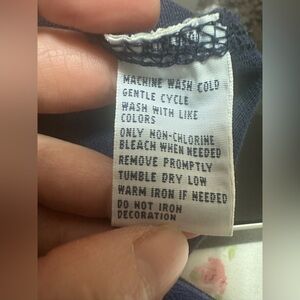 MACHINE WASH COLD
GENTLE CYCLE
WASH WITH LIKE
COLORS
ONLY NON-CHLORINE
BLEACH WHEN NEEDED
REMOVE PROMPTLY
TUMBLE DRY LOW
WARM IRON IF NEEDED
DO NOT IRON
DECORATION